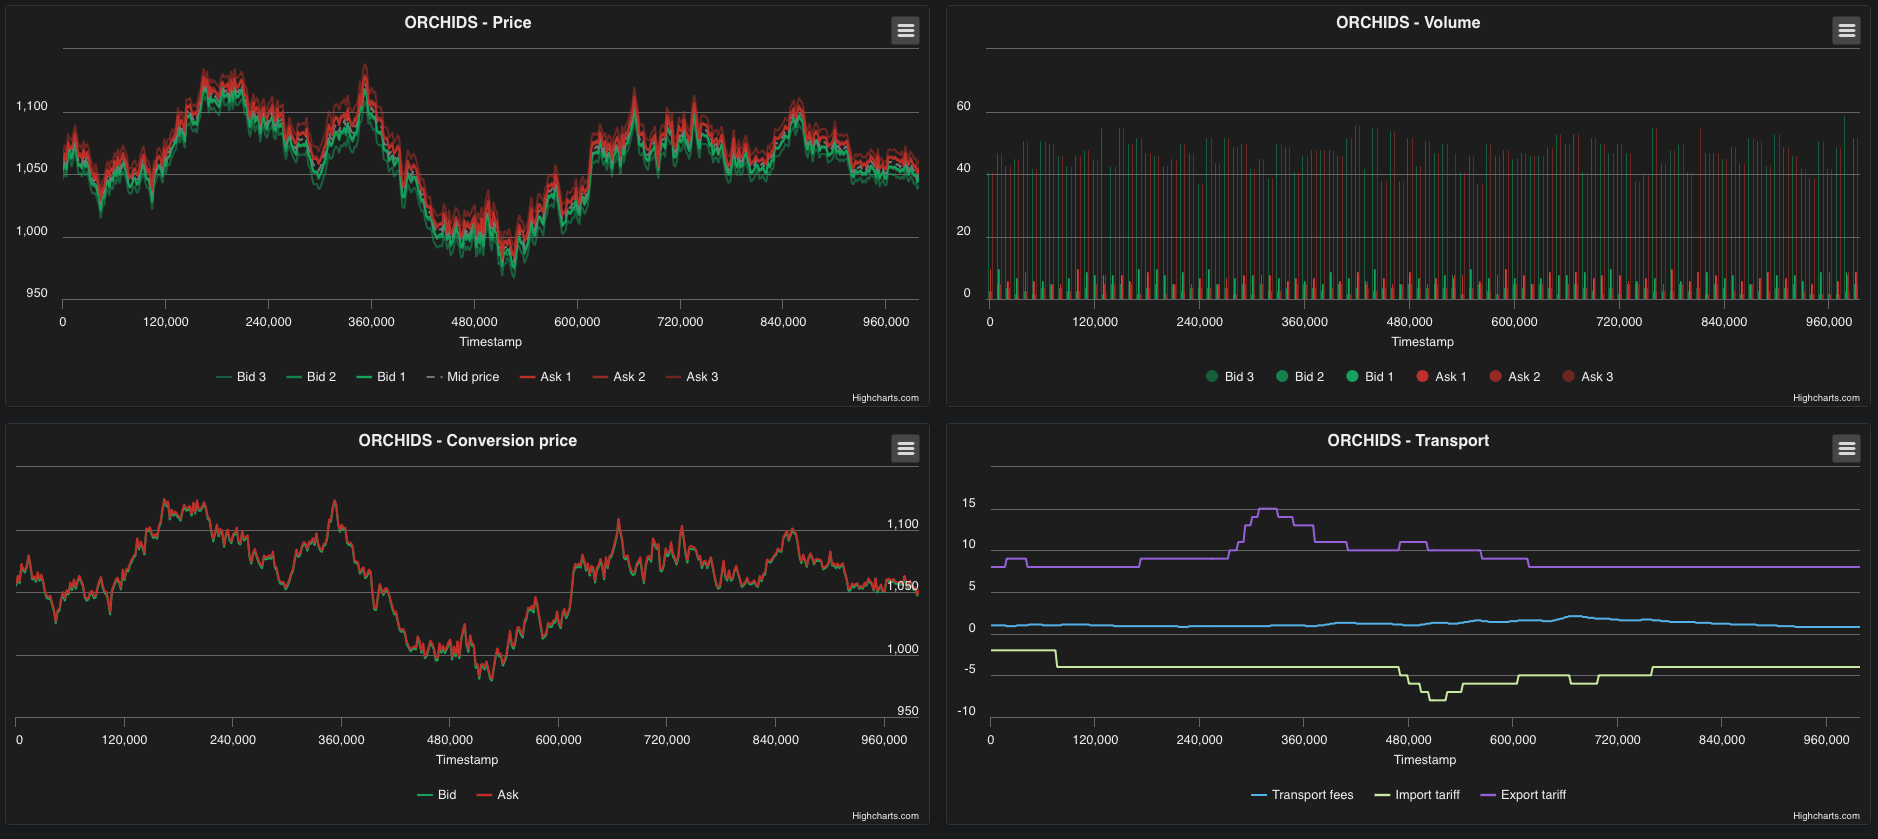 ORCHIDS - Price
1,100
1,050
1,000
950
0 120,000 240,000 360,000 480,000 600,000 720,000 840,000 960,000
Timestamp
Bid 3 Bid 2 Bid 1 Mid price Ask 1 Ask 2 Ask 3
Highcharts.com
ORCHIDS - Volume
60
40
20
0
0 120,000 240,000 360,000 480,000 600,000 720,000 840,000 960,000
Timestamp
Bid 3 Bid 2 Bid 1 Ask 1 Ask 2 Ask 3
Highcharts.com
ORCHIDS - Conversion price
1,100
1,050
1,000
950
0 120,000 240,000 360,000 480,000 600,000 720,000 840,000 960,000
Timestamp
Bid Ask
Highcharts.com
ORCHIDS - Transport
15
10
5
0
-5
-10
0 120,000 240,000 360,000 480,000 600,000 720,000 840,000 960,000
Timestamp
Transport fees Import tariff Export tariff
Highcharts.com